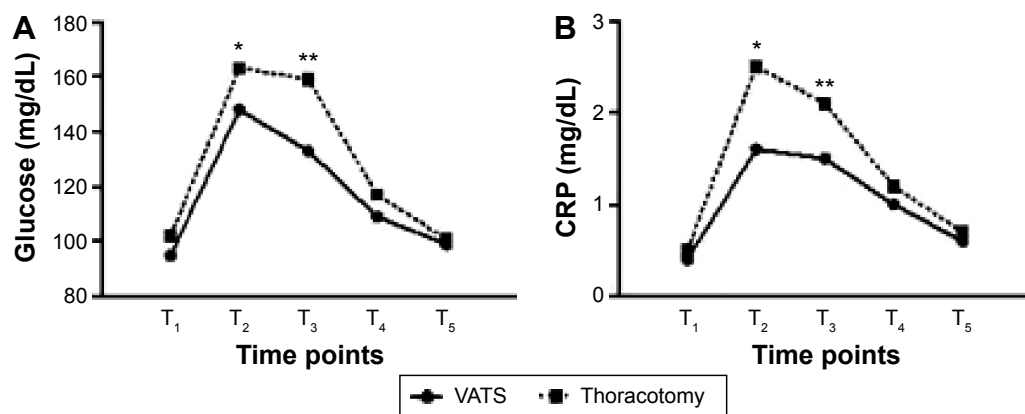 A
Glucose (mg/dL)
180
160
140
120
100
80
*
**
T₁ T₂ T₃ T₄ T₅
Time points
B
CRP (mg/dL)
3
2
1
0
*
**
T₁ T₂ T₃ T₄ T₅
Time points
VATS Thoracotomy